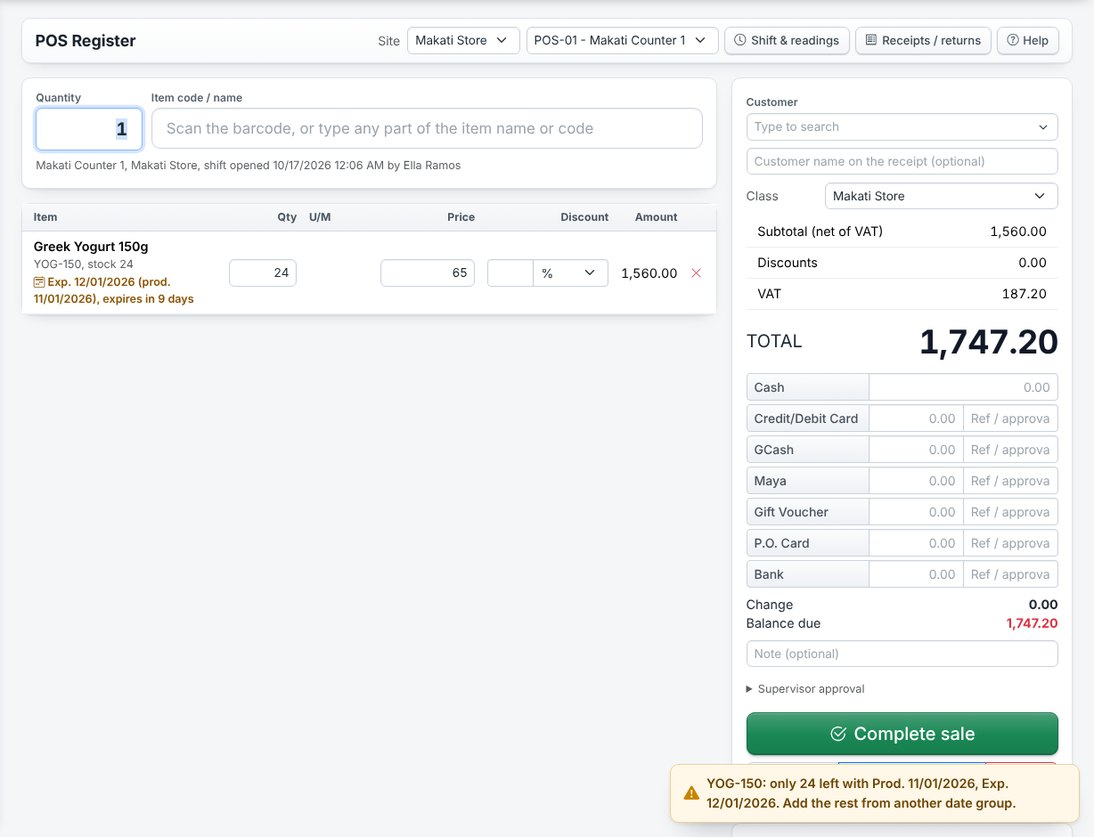 POS Register
Site
Makati Store
POS-01 - Makati Counter 1
Shift & readings
Receipts / returns
Help
Quantity
Item code / name
1
Scan the barcode, or type any part of the item name or code
Makati Counter 1, Makati Store, shift opened 10/17/2026 12:06 AM by Ella Ramos
Item Qty U/M Price Discount Amount
Greek Yogurt 150g
YOG-150, stock 24
Exp. 12/01/2026 (prod.
11/01/2026), expires in 9 days
24 65 % 1,560.00
Customer
Type to search
Customer name on the receipt (optional)
Class Makati Store
Subtotal (net of VAT) 1,560.00
Discounts 0.00
VAT 187.20
TOTAL 1,747.20
Cash 0.00
Credit/Debit Card 0.00 Ref / approva
GCash 0.00 Ref / approva
Maya 0.00 Ref / approva
Gift Voucher 0.00 Ref / approva
P.O. Card 0.00 Ref / approva
Bank 0.00 Ref / approva
Change 0.00
Balance due 1,747.20
Note (optional)
Supervisor approval
Complete sale
YOG-150: only 24 left with Prod. 11/01/2026, Exp.
12/01/2026. Add the rest from another date group.